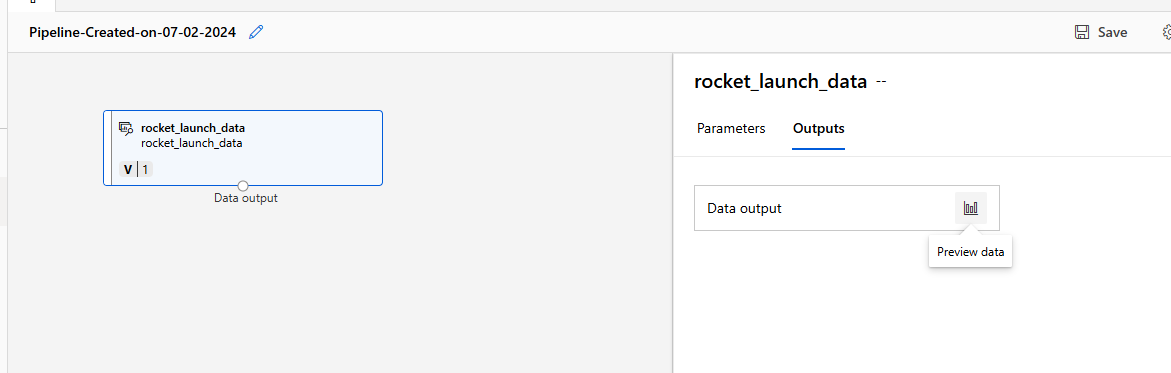 Pipeline-Created-on-07-02-2024
Save
rocket_launch_data
rocket_launch_data
V 1
Data output
rocket_launch_data --
Parameters
Outputs
Data output
Preview data